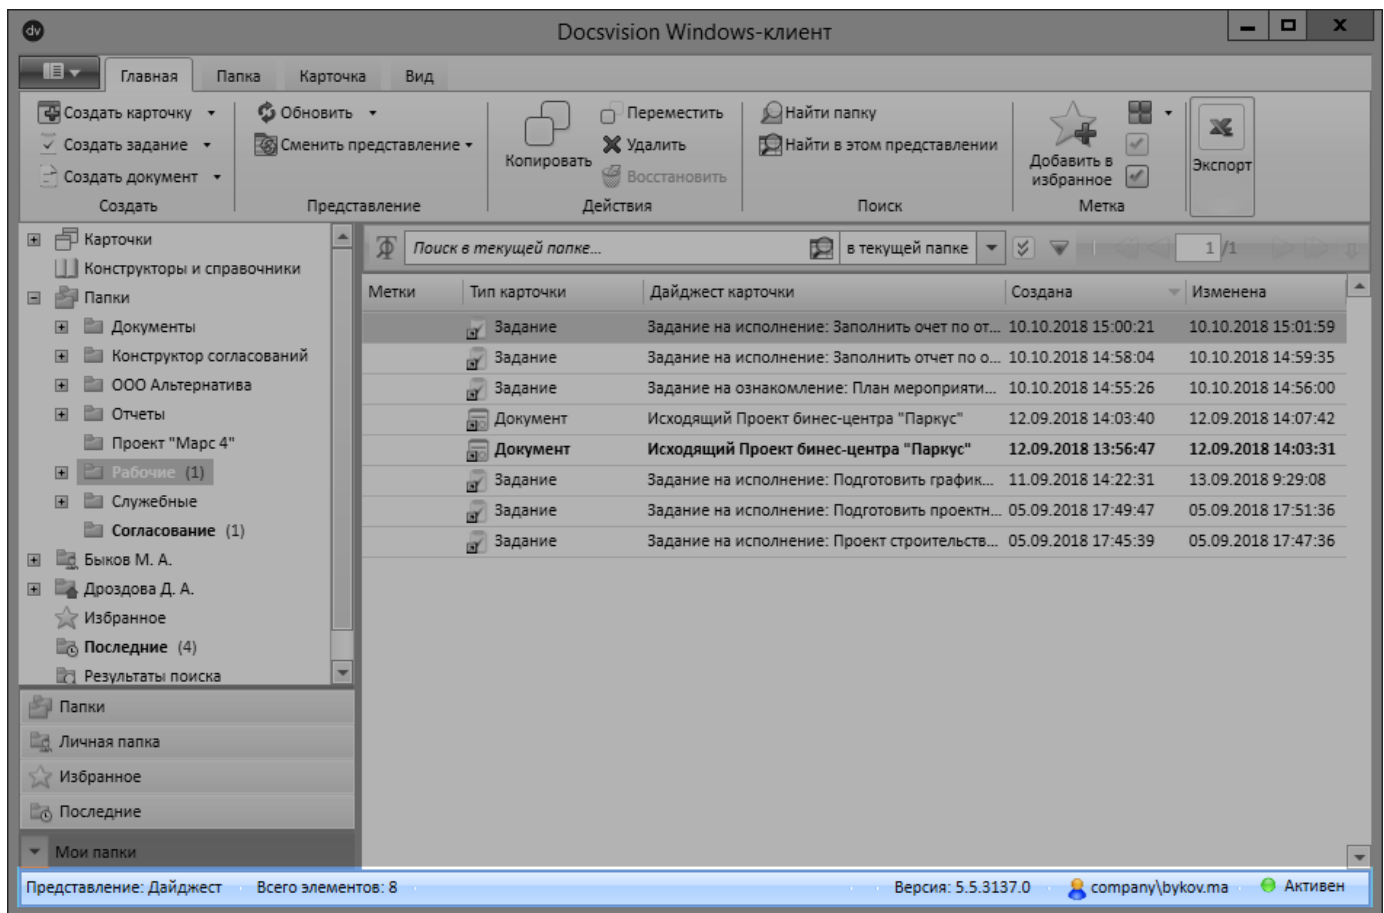 dv Docsvision Windows-клиент
Главная Папка Карточка Вид
Создать карточку Обновить Переместить Найти папку
Создать задание Сменить представление Копировать Удалить Найти в этом представлении Добавить в избранное Экспорт
Создать документ Восстановить
Создать Представление Действия Поиск Метка
Карточки Поиск в текущей папке... в текущей папке 1 /1
Конструкторы и справочники
Папки Метки Тип карточки Дайджест карточки Создана Изменена
Документы Задание Задание на исполнение: Заполнить очет по от... 10.10.2018 15:00:21 10.10.2018 15:01:59
Конструктор согласований Задание Задание на исполнение: Заполнить отчет по о... 10.10.2018 14:58:04 10.10.2018 14:59:35
ООО Альтернатива Задание Задание на ознакомление: План мероприяти... 10.10.2018 14:55:26 10.10.2018 14:56:00
Отчеты Документ Исходящий Проект бинес-центра "Паркус" 12.09.2018 14:03:40 12.09.2018 14:07:42
Проект "Марс 4" Документ Исходящий Проект бинес-центра "Паркус" 12.09.2018 13:56:47 12.09.2018 14:03:31
Рабочие (1) Задание Задание на исполнение: Подготовить график... 11.09.2018 14:22:31 13.09.2018 9:29:08
Служебные Задание Задание на исполнение: Подготовить проектн... 05.09.2018 17:49:47 05.09.2018 17:51:36
Согласование (1) Задание Задание на исполнение: Проект строительств... 05.09.2018 17:45:39 05.09.2018 17:47:36
Быков М. А.
Дроздова Д. А.
Избранное
Последние (4)
Результаты поиска
Папки
Личная папка
Избранное
Последние
Мои папки
Представление: Дайджест Всего элементов: 8 Версия: 5.5.3137.0 company\bykov.ma Активен